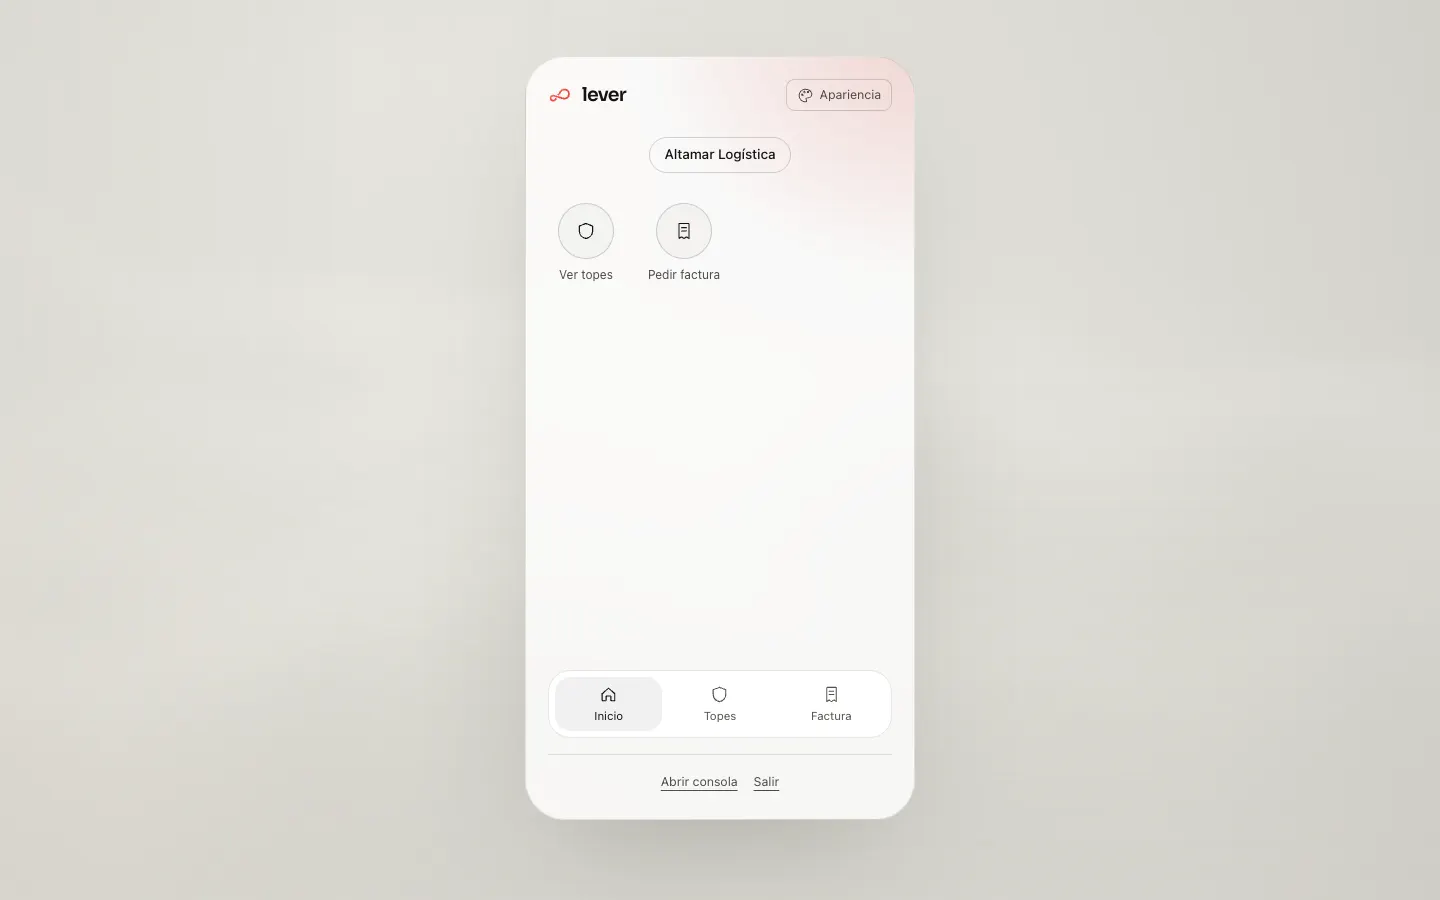 lever
Apariencia
Altamar Logística
Ver topes
Pedir factura
Inicio
Topes
Factura
Abrir consola
Salir